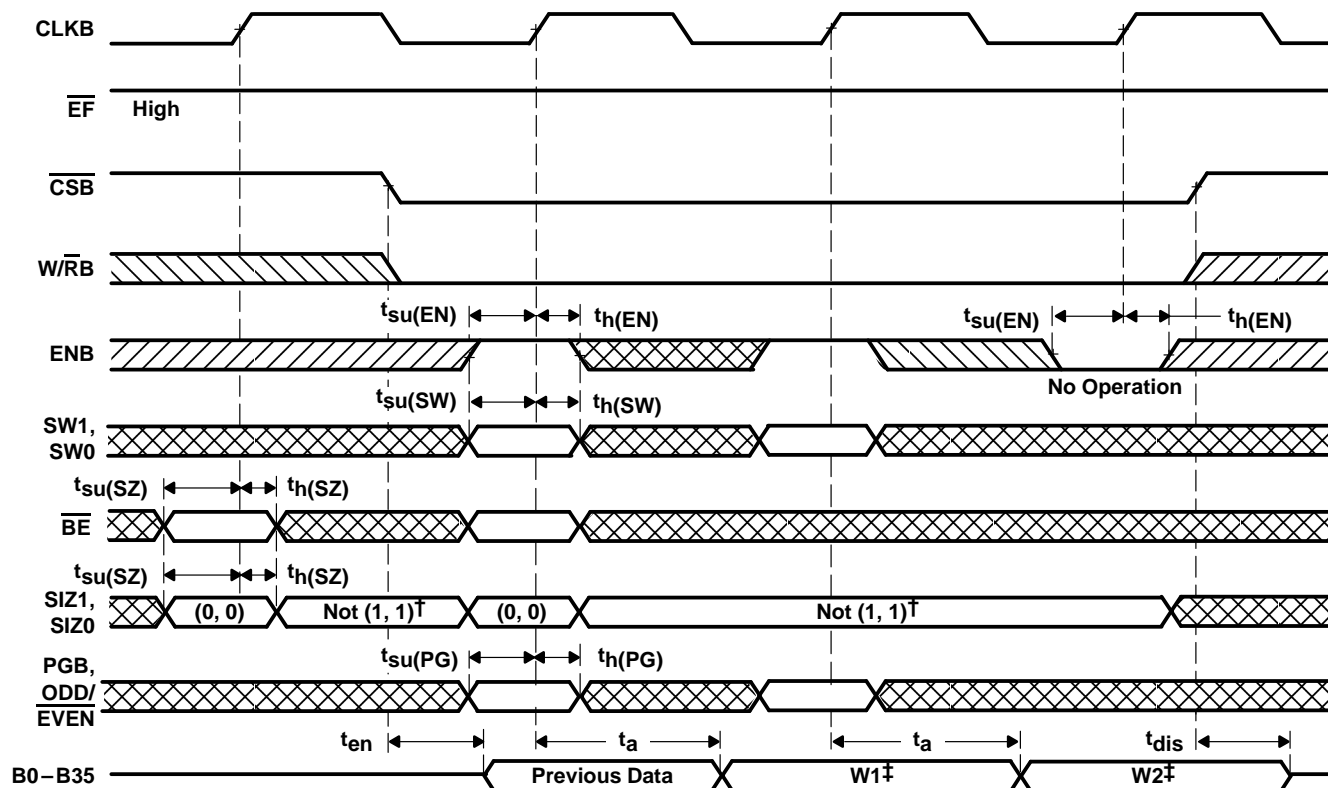 CLKB
EF
High
CSB
W/RB
tsu(EN)
th(EN)
tsu(EN)
th(EN)
ENB
No Operation
tsu(SW)
th(SW)
SW1,
SW0
tsu(SZ)
th(SZ)
BE
tsu(SZ)
th(SZ)
SIZ1,
SIZ0
(0, 0)
Not (1, 1)†
(0, 0)
Not (1, 1)†
tsu(PG)
th(PG)
PGB,
ODD/
EVEN
ten
ta
ta
tdis
B0–B35
Previous Data
W1‡
W2‡